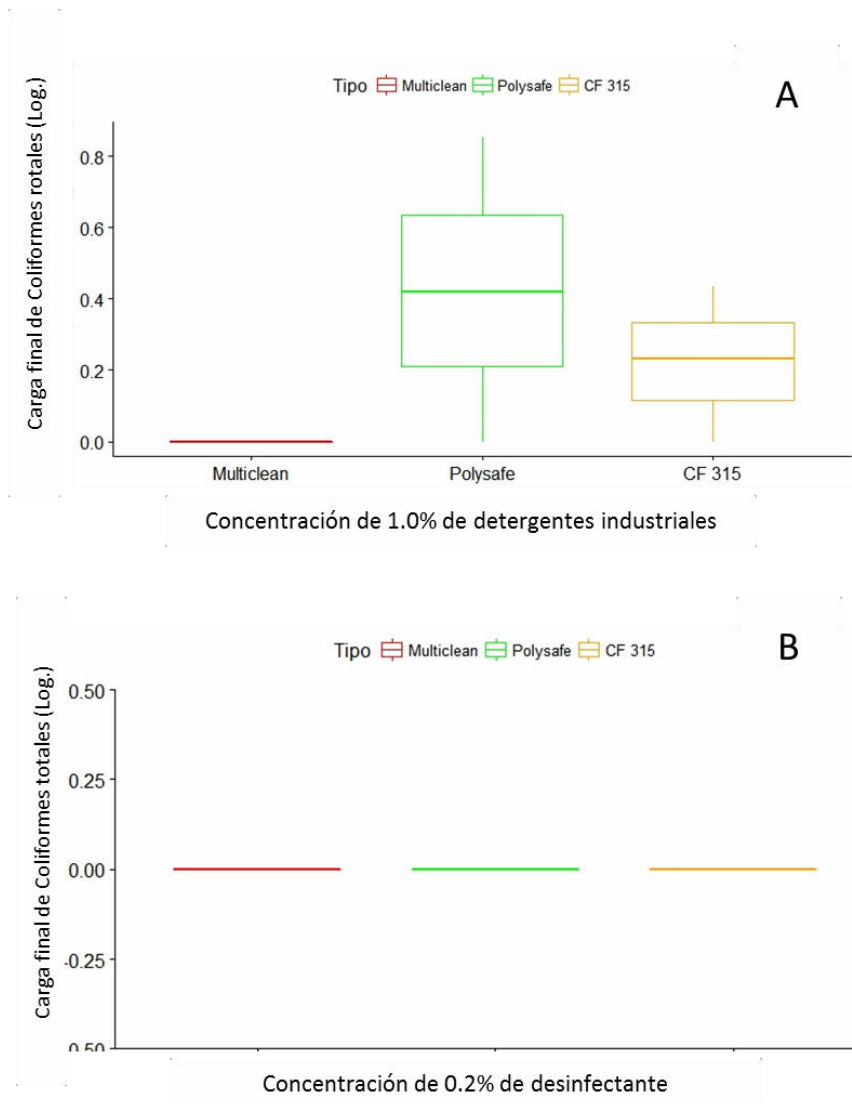 A
Tipo Multiclean Polysafe CF 315
Carga final de Coliformes rotales (Log.)
0.8
0.6
0.4
0.2
0.0
Multiclean Polysafe CF 315
Concentración de 1.0% de detergentes industriales
B
Tipo Multiclean Polysafe CF 315
Carga final de Coliformes totales (Log.)
0.50
0.25
0.00
-0.25
0.50
Concentración de 0.2% de desinfectante